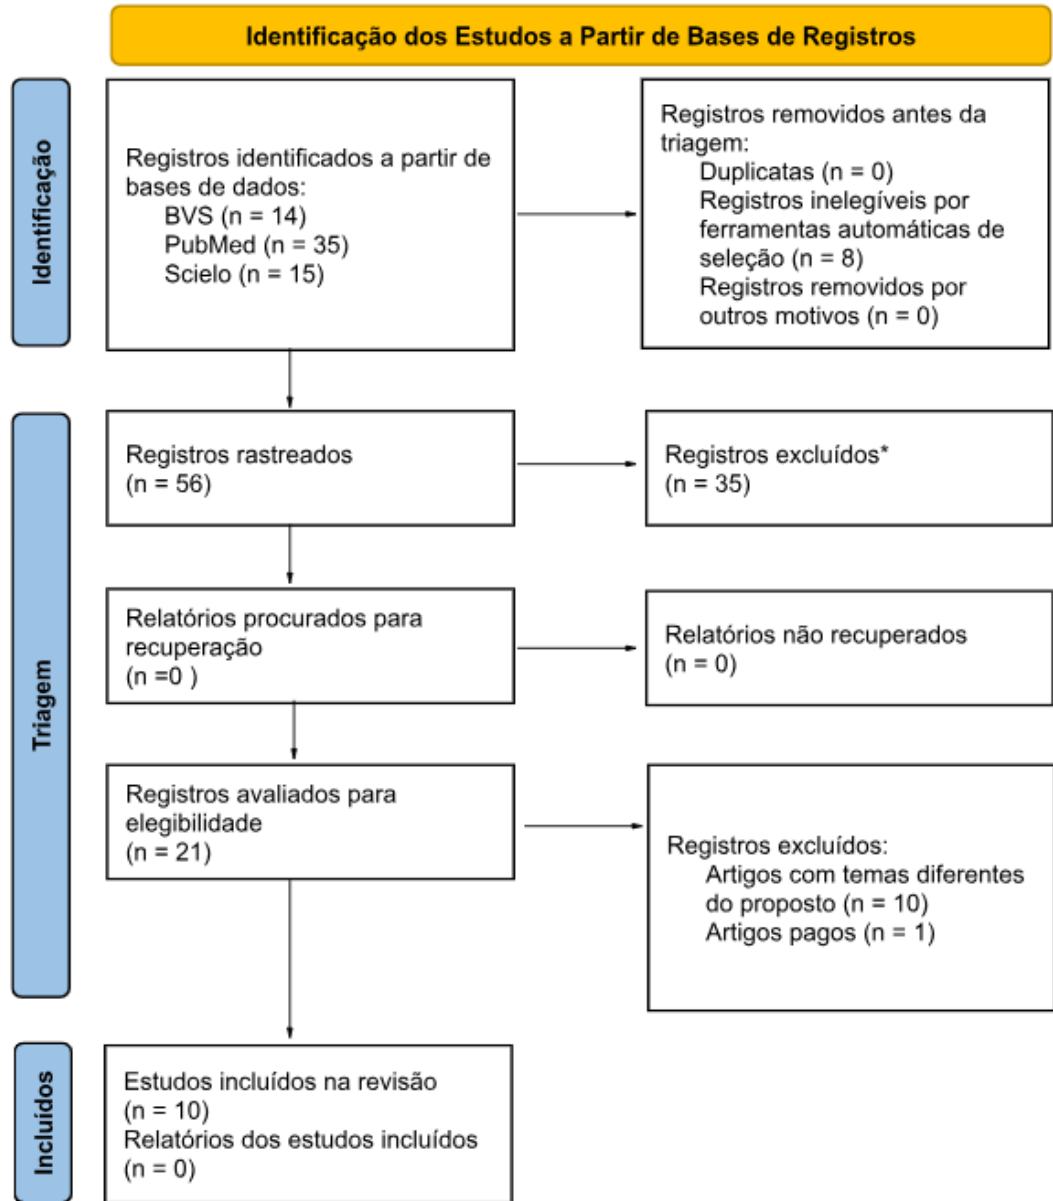 Identificação dos Estudos a Partir de Bases de Registros
Identificação
Registros identificados a partir de
bases de dados:
BVS (n = 14)
PubMed (n = 35)
Scielo (n = 15)
Registros removidos antes da
triagem:
Duplicatas (n = 0)
Registros inelegíveis por
ferramentas automáticas de
seleção (n = 8)
Registros removidos por
outros motivos (n = 0)
Triagem
Registros rastreados
(n = 56)
Registros excluídos*
(n = 35)
Relatórios procurados para
recuperação
(n =0 )
Relatórios não recuperados
(n = 0)
Registros avaliados para
elegibilidade
(n = 21)
Registros excluídos:
Artigos com temas diferentes
do proposto (n = 10)
Artigos pagos (n = 1)
Incluídos
Estudos incluídos na revisão
(n = 10)
Relatórios dos estudos incluídos
(n = 0)